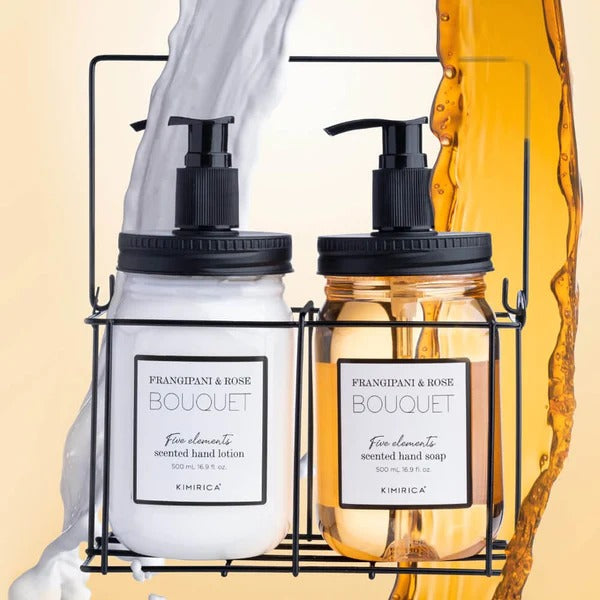 FRANGIPANI & ROSE
BOUQUET
Five elements
scented hand lotion
500 mL 16.9 fl. oz.
KIMIRICA
FRANGIPANI & ROSE
BOUQUET
Five elements
scented hand soap
500 mL 16.9 fl. oz.
KIMIRICA